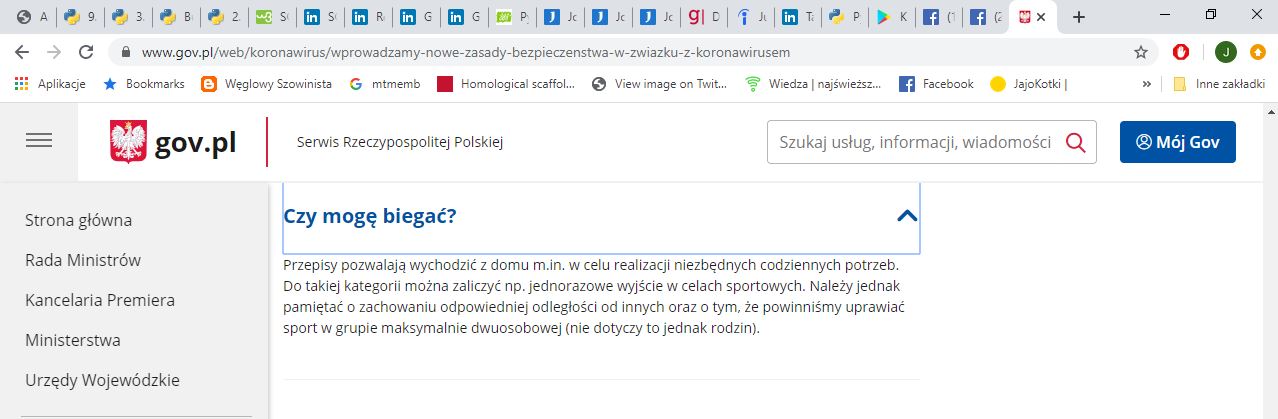 A 9. 3. B 2. S( S( R( G G Py Jo Jo Jo D Ju Ta P K (1 (2
www.gov.pl/web/koronawirus/wprowadzamy-nowe-zasady-bezpieczenstwa-w-zwiazku-z-koronawirusem J
Aplikacje Bookmarks Węglowy Szowinista mtmemb Homological scaffol... View image on Twit... Wiedza | najświeższ... Facebook JajoKotki | » Inne zakładki
gov.pl Serwis Rzeczypospolitej Polskiej Szukaj usług, informacji, wiadomości Mój Gov
Strona główna
Rada Ministrów
Kancelaria Premiera
Ministerstwa
Urzędy Wojewódzkie
Czy mogę biegać?
Przepisy pozwalają wychodzić z domu m.in. w celu realizacji niezbędnych codziennych potrzeb.
Do takiej kategorii można zaliczyć np. jednorazowe wyjście w celach sportowych. Należy jednak
pamiętać o zachowaniu odpowiedniej odległości od innych oraz o tym, że powinniśmy uprawiać
sport w grupie maksymalnie dwuosobowej (nie dotyczy to jednak rodzin).